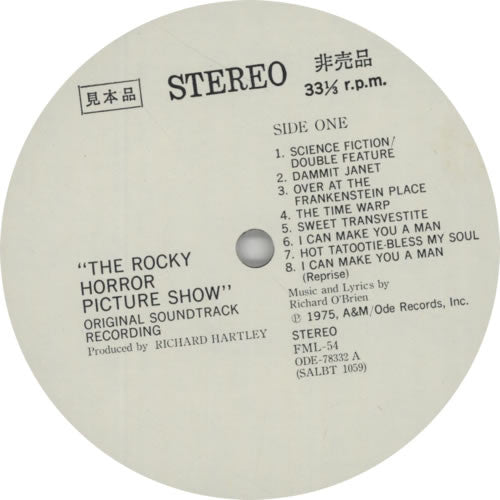 見本品
STEREO
非売品
33⅓ r.p.m.
SIDE ONE
1. SCIENCE FICTION/
DOUBLE FEATURE
2. DAMMIT JANET
3. OVER AT THE
FRANKENSTEIN PLACE
4. THE TIME WARP
5. SWEET TRANSVESTITE
6. I CAN MAKE YOU A MAN
7. HOT TATOOTIE-BLESS MY SOUL
8. I CAN MAKE YOU A MAN
(Reprise)
Music and Lyrics by
Richard O'Brien
℗ 1975, A&M/Ode Records, Inc.
STEREO
FML-54
ODE-78332 A
(SALBT 1059)
"THE ROCKY
HORROR
PICTURE SHOW"
ORIGINAL SOUNDTRACK
RECORDING
Produced by RICHARD HARTLEY